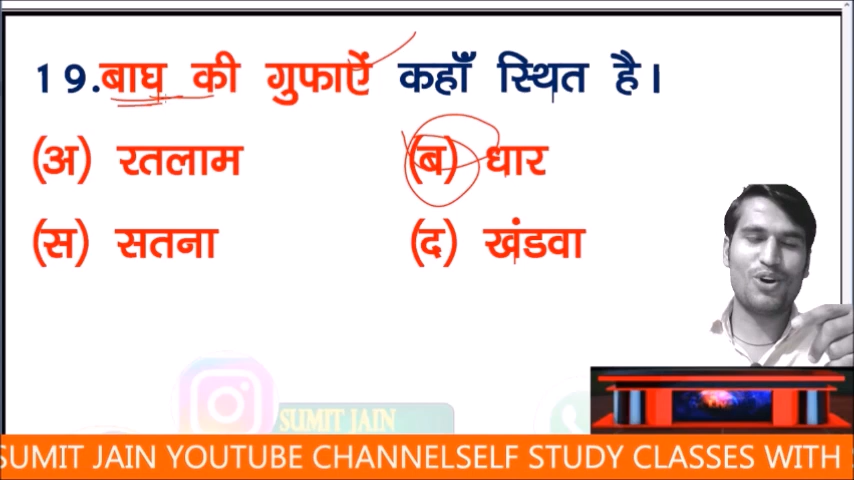 19.बाघ की गुफाऐं कहाँ स्थित है।
(अ) रतलाम (ब) धार
(स) सतना (द) खंडवा
SUMIT JAIN
SUMIT JAIN YOUTUBE CHANNELSELF STUDY CLASSES WITH